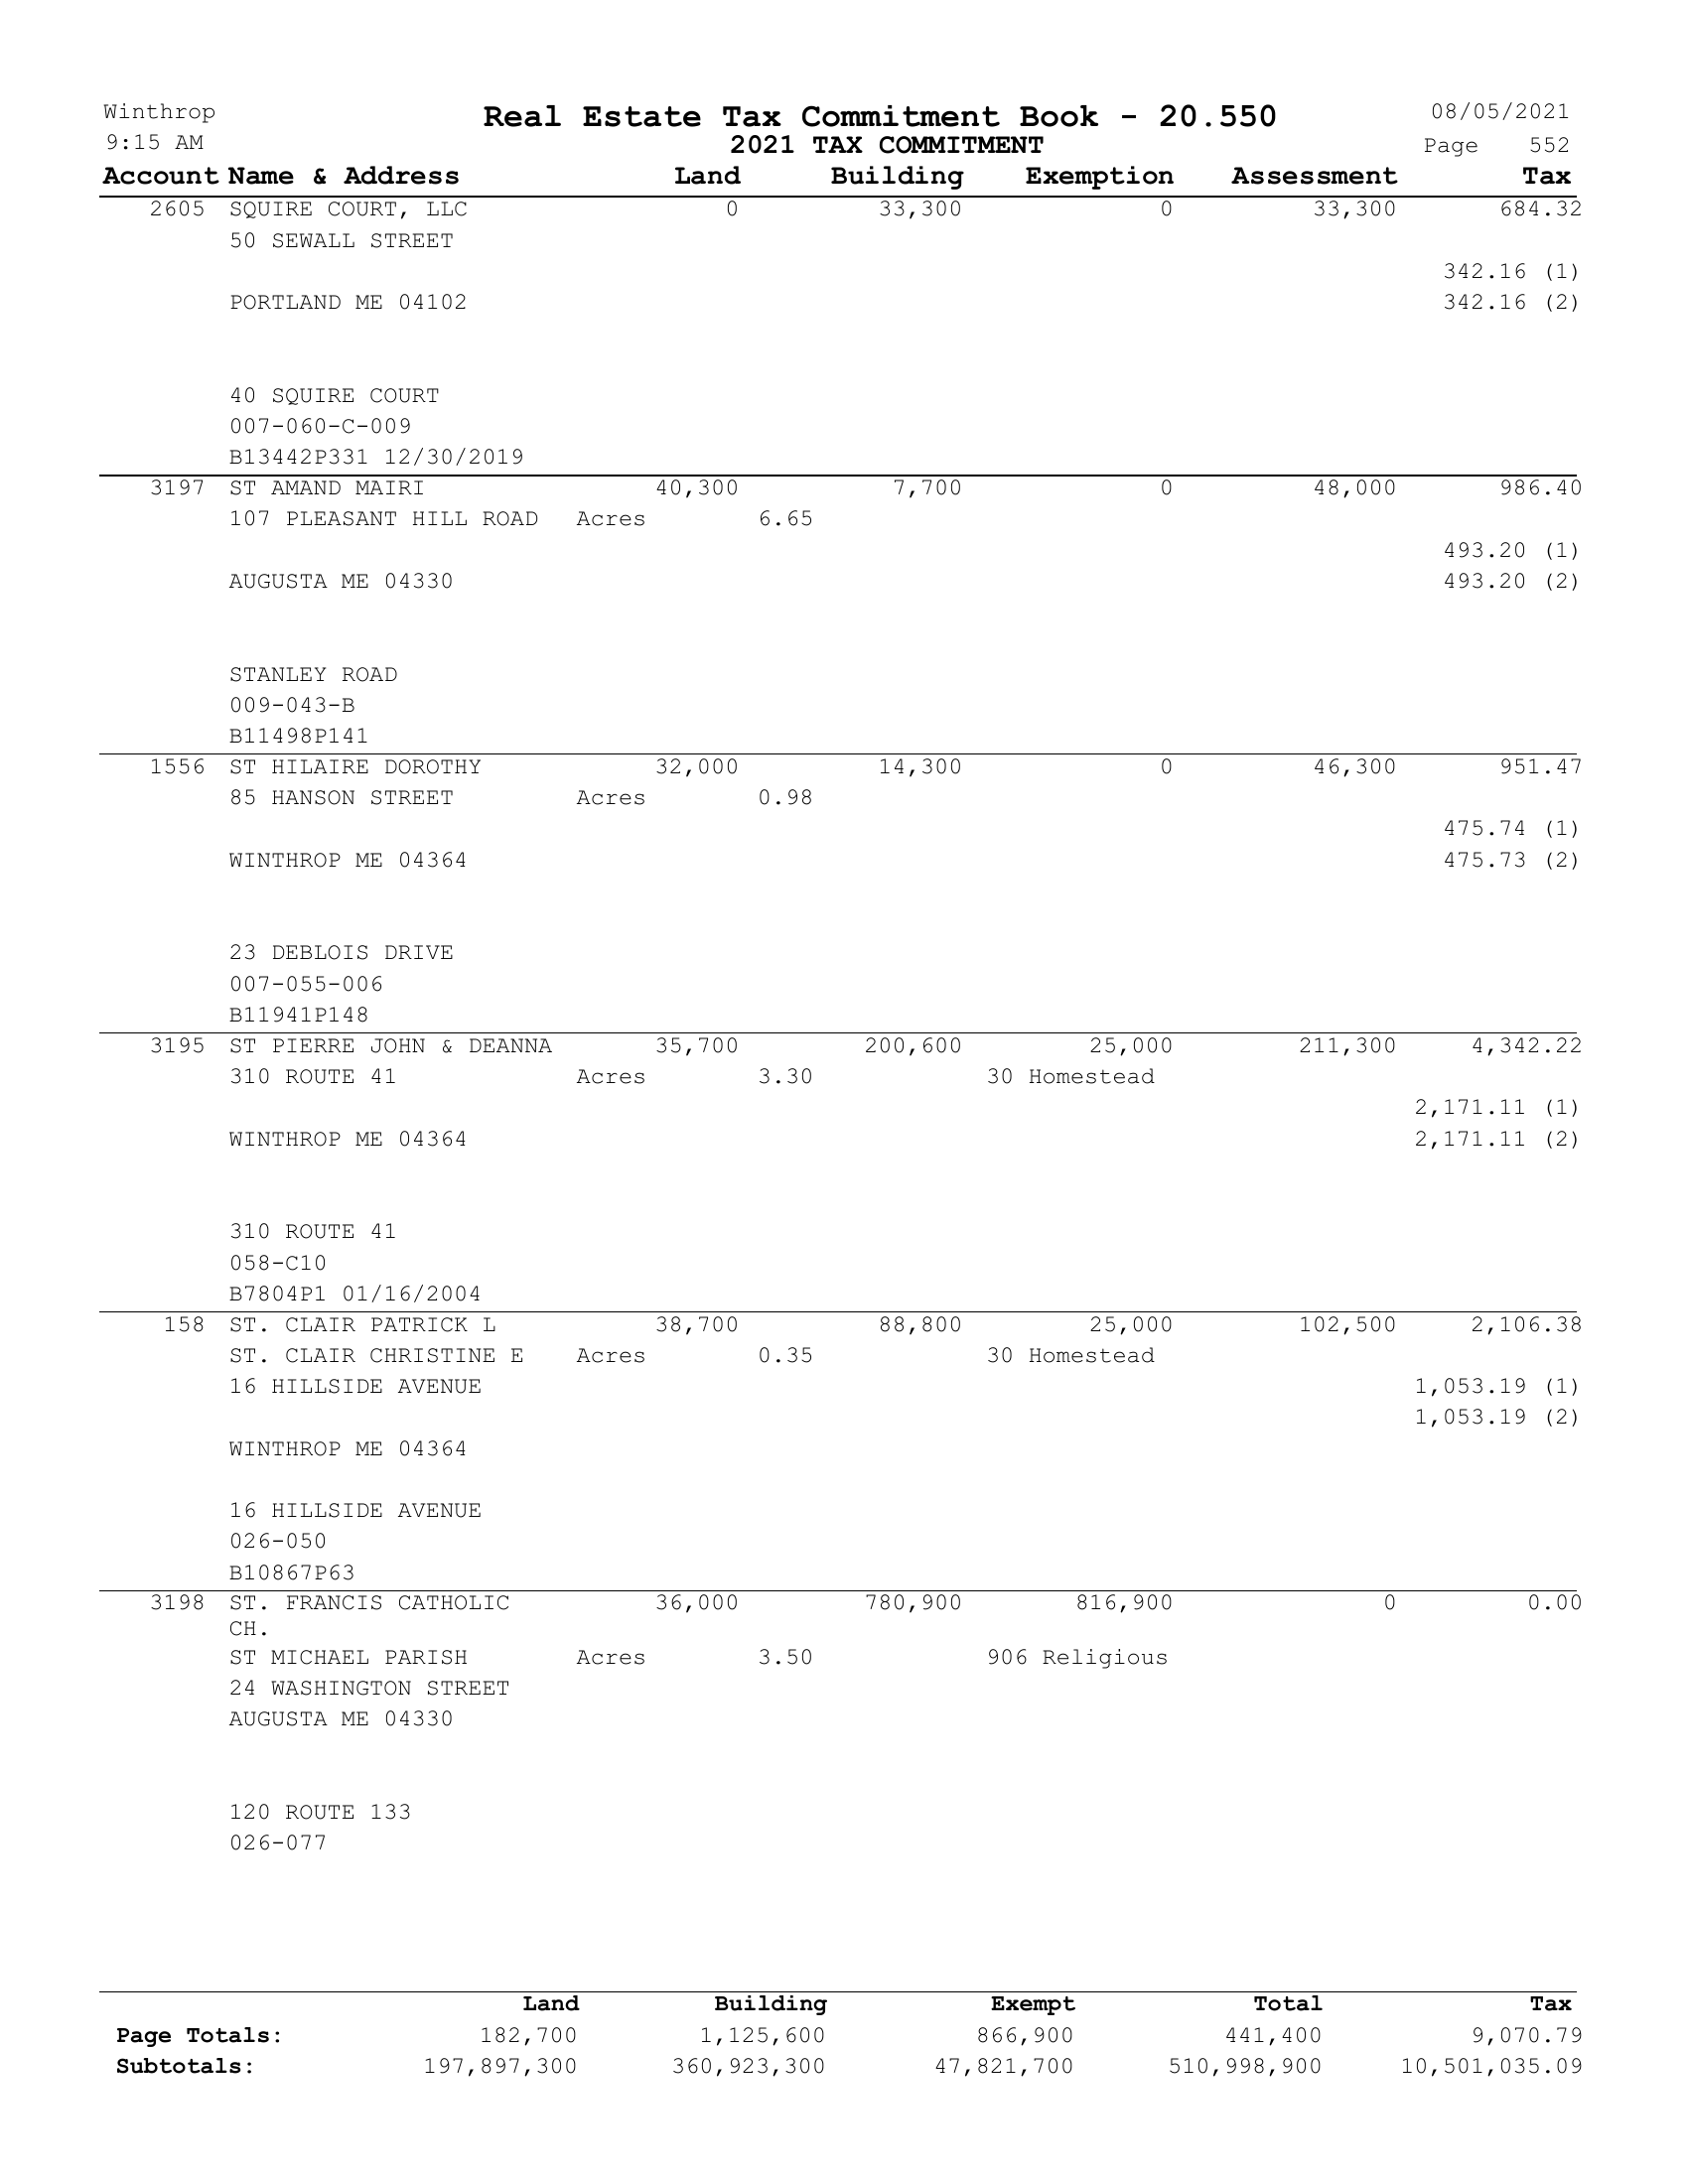 Winthrop Real Estate Tax Commitment Book - 20.550 08/05/2021
9:15 AM 2021 TAX COMMITMENT Page 552
Account Name & Address Land Building Exemption Assessment Tax
2605 SQUIRE COURT, LLC 0 33,300 0 33,300 684.32
50 SEWALL STREET
342.16 (1)
PORTLAND ME 04102 342.16 (2)
40 SQUIRE COURT
007-060-C-009
B13442P331 12/30/2019
3197 ST AMAND MAIRI 40,300 7,700 0 48,000 986.40
107 PLEASANT HILL ROAD Acres 6.65
493.20 (1)
AUGUSTA ME 04330 493.20 (2)
STANLEY ROAD
009-043-B
B11498P141
1556 ST HILAIRE DOROTHY 32,000 14,300 0 46,300 951.47
85 HANSON STREET Acres 0.98
475.74 (1)
WINTHROP ME 04364 475.73 (2)
23 DEBLOIS DRIVE
007-055-006
B11941P148
3195 ST PIERRE JOHN & DEANNA 35,700 200,600 25,000 211,300 4,342.22
310 ROUTE 41 Acres 3.30 30 Homestead
2,171.11 (1)
WINTHROP ME 04364 2,171.11 (2)
310 ROUTE 41
058-C10
B7804P1 01/16/2004
158 ST. CLAIR PATRICK L 38,700 88,800 25,000 102,500 2,106.38
ST. CLAIR CHRISTINE E Acres 0.35 30 Homestead
16 HILLSIDE AVENUE 1,053.19 (1)
1,053.19 (2)
WINTHROP ME 04364
16 HILLSIDE AVENUE
026-050
B10867P63
3198 ST. FRANCIS CATHOLIC 36,000 780,900 816,900 0 0.00
CH.
ST MICHAEL PARISH Acres 3.50 906 Religious
24 WASHINGTON STREET
AUGUSTA ME 04330
120 ROUTE 133
026-077
Land Building Exempt Total Tax
Page Totals: 182,700 1,125,600 866,900 441,400 9,070.79
Subtotals: 197,897,300 360,923,300 47,821,700 510,998,900 10,501,035.09